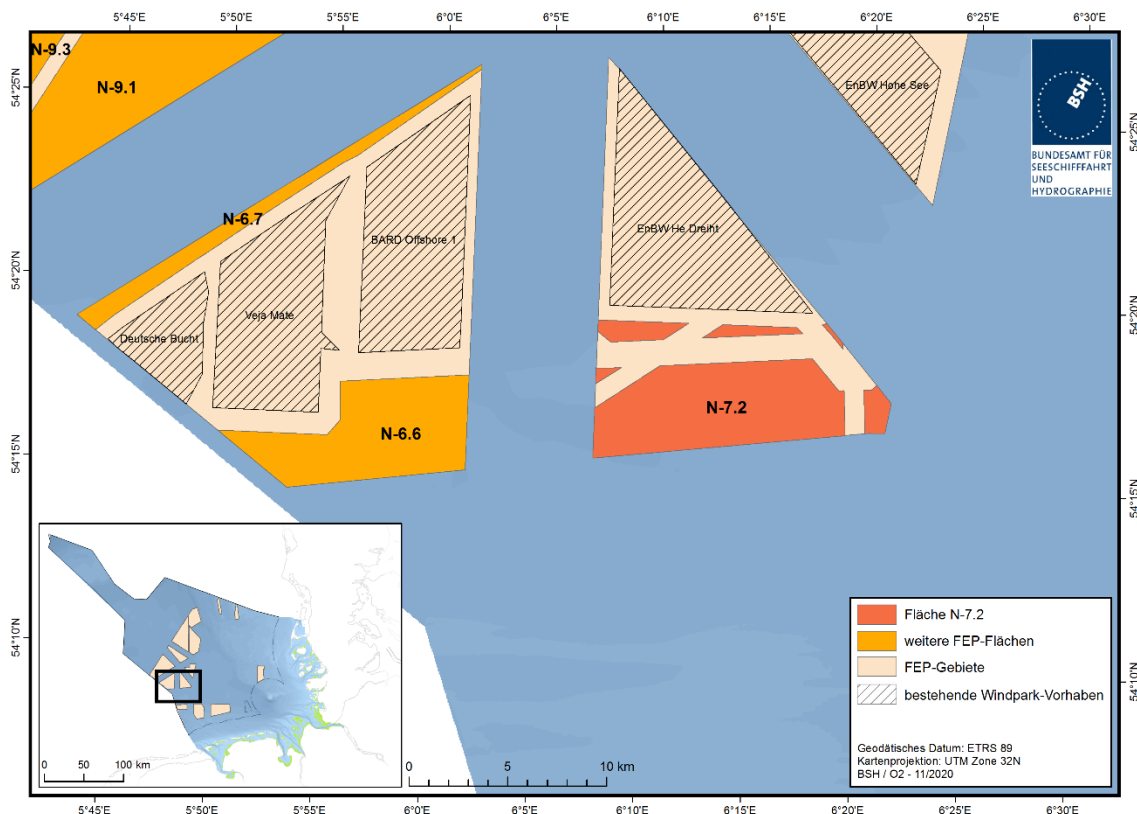 5°45'E
5°50'E
5°55'E
6°0'E
6°10'E
6°15'E
6°20'E
6°25'E
6°30'E
54°25'N
54°20'N
54°15'N
54°10'N
N-9.3
N-9.1
N-6.7
BARD Offshore 1
Veja Mate
Deutsche Bucht
N-6.6
EnBW He Dreiht
EnBW Hohe See
N-7.2
BSH
BUNDESAMT FÜR
SEESCHIFFFAHRT
UND
HYDROGRAPHIE
54°25'N
54°20'N
54°15'N
54°10'N
Fläche N-7.2
weitere FEP-Flächen
FEP-Gebiete
bestehende Windpark-Vorhaben
Geodätisches Datum: ETRS 89
Kartenprojektion: UTM Zone 32N
BSH / O2 - 11/2020
0 50 100 km
0 5 10 km
5°45'E
5°50'E
5°55'E
6°0'E
6°5'E
6°10'E
6°15'E
6°20'E
6°25'E
6°30'E